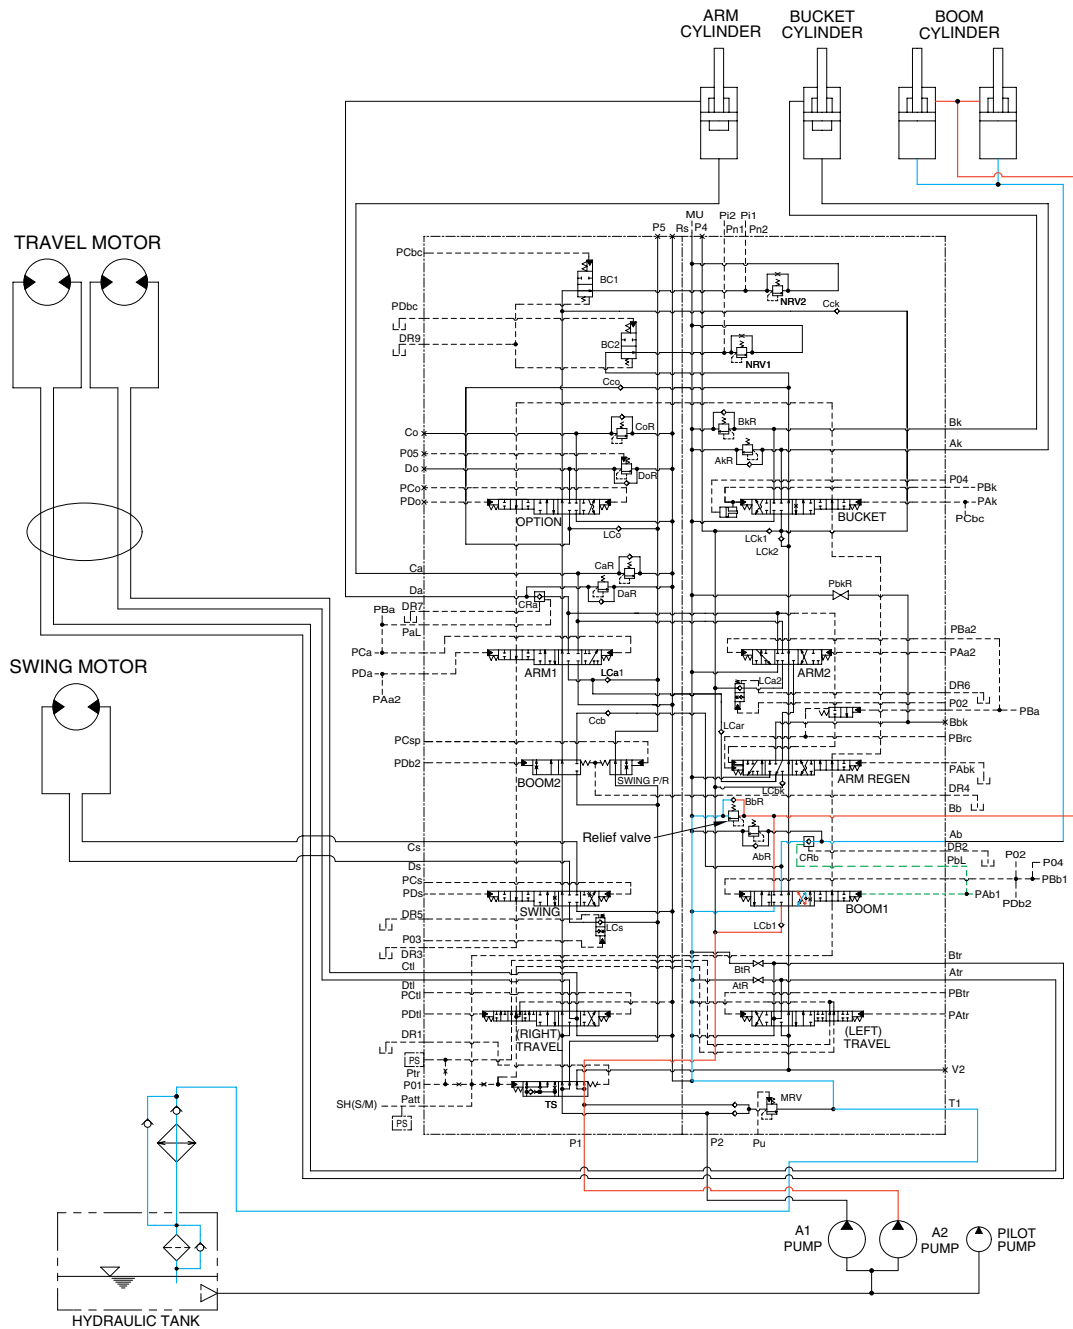 ARM
CYLINDER
BUCKET
CYLINDER
BOOM
CYLINDER
TRAVEL MOTOR
SWING MOTOR
P5
Rs
MU
P4
Pi2
Pi1
Pn1
Pn2
PCbc
BC1
NRV2
Cck
PDbc
DR9
BC2
NRV1
Cco
Co
CoR
BkR
Bk
P05
Ak
Do
DoR
AkR
PCo
P04
PBk
PDo
PAk
OPTION
BUCKET
PCbc
LCo
LCk1
LCk2
Ca
CaR
Da
DaR
PbkR
CRa
PBa
DR7
PaL
PBa2
PCa
PAa2
PDa
ARM1
LCa1
ARM2
LCa2
DR6
PAa2
P02
PBa
Ccb
LCar
Bbk
PCsp
PBrc
PDb2
PAbk
BOOM2
SWING P/R
ARM REGEN
LCbk
DR4
BbR
Bb
Relief valve
Ab
Cs
AbR
CRb
DR2
Ds
PbL
P02
P04
PCs
PBb1
PDs
PAb1
PDb2
SWING
BOOM1
DR5
LCs
LCb1
P03
DR3
Btr
Ctl
BtR
Atr
Dtl
AtR
PCtl
PBtr
PDtl
PAtr
DR1
(RIGHT)
TRAVEL
(LEFT)
TRAVEL
PS
Ptr
V2
P01
Patt
TS
MRV
T1
SH(S/M)
PS
P1
P2
Pu
A1
PUMP
A2
PUMP
PILOT
PUMP
HYDRAULIC TANK